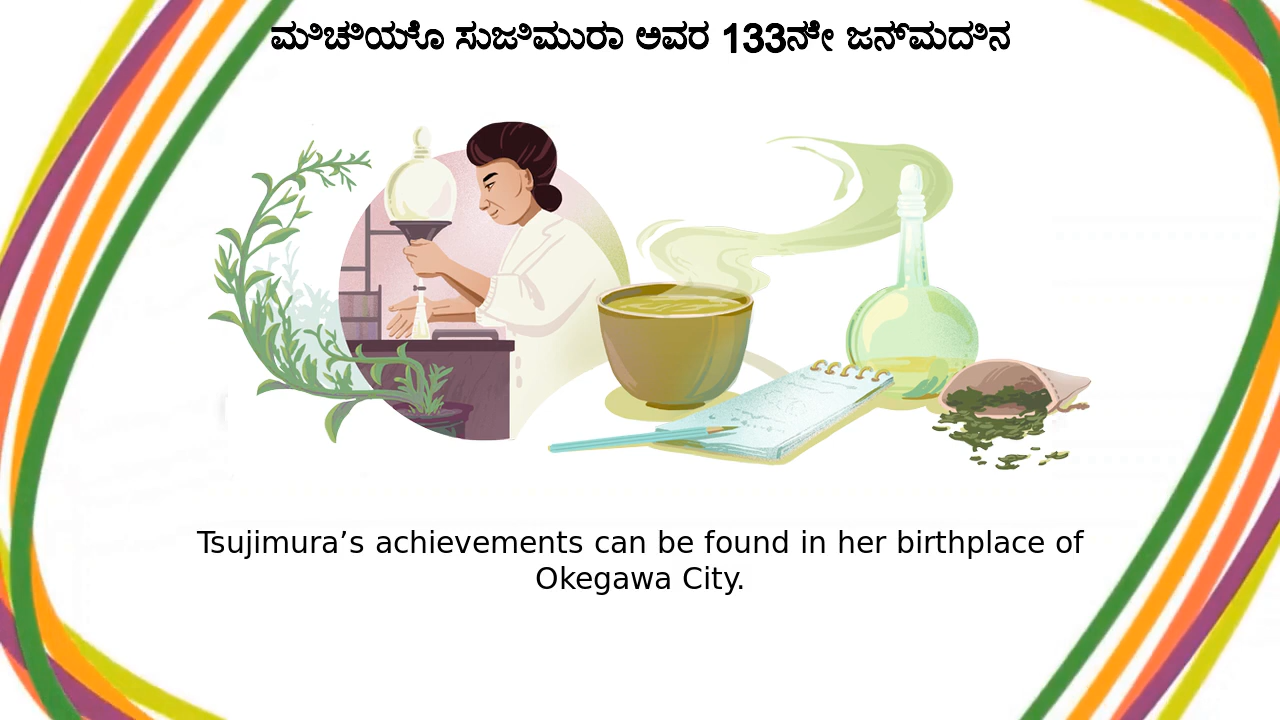 ಮಿಚಿಯೊ ಸುಜಿಮುರಾ ಅವರ 133ನೇ ಜನ್ಮದಿನ
Tsujimura’s achievements can be found in her birthplace of
Okegawa City.